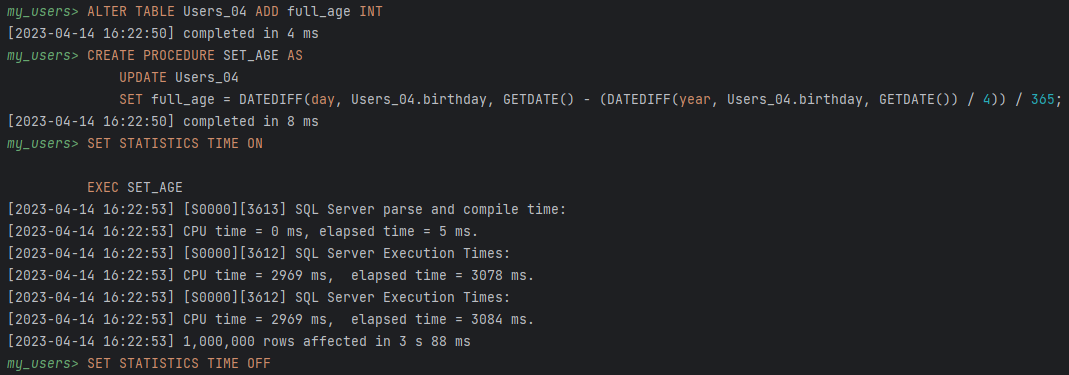 my_users> ALTER TABLE Users_04 ADD full_age INT
[2023-04-14 16:22:50] completed in 4 ms
my_users> CREATE PROCEDURE SET_AGE AS
UPDATE Users_04
SET full_age = DATEDIFF(day, Users_04.birthday, GETDATE() - (DATEDIFF(year, Users_04.birthday, GETDATE()) / 4)) / 365;
[2023-04-14 16:22:50] completed in 8 ms
my_users> SET STATISTICS TIME ON
EXEC SET_AGE
[2023-04-14 16:22:53] [S0000][3613] SQL Server parse and compile time:
[2023-04-14 16:22:53] CPU time = 0 ms, elapsed time = 5 ms.
[2023-04-14 16:22:53] [S0000][3612] SQL Server Execution Times:
[2023-04-14 16:22:53] CPU time = 2969 ms,  elapsed time = 3078 ms.
[2023-04-14 16:22:53] [S0000][3612] SQL Server Execution Times:
[2023-04-14 16:22:53] CPU time = 2969 ms,  elapsed time = 3084 ms.
[2023-04-14 16:22:53] 1,000,000 rows affected in 3 s 88 ms
my_users> SET STATISTICS TIME OFF